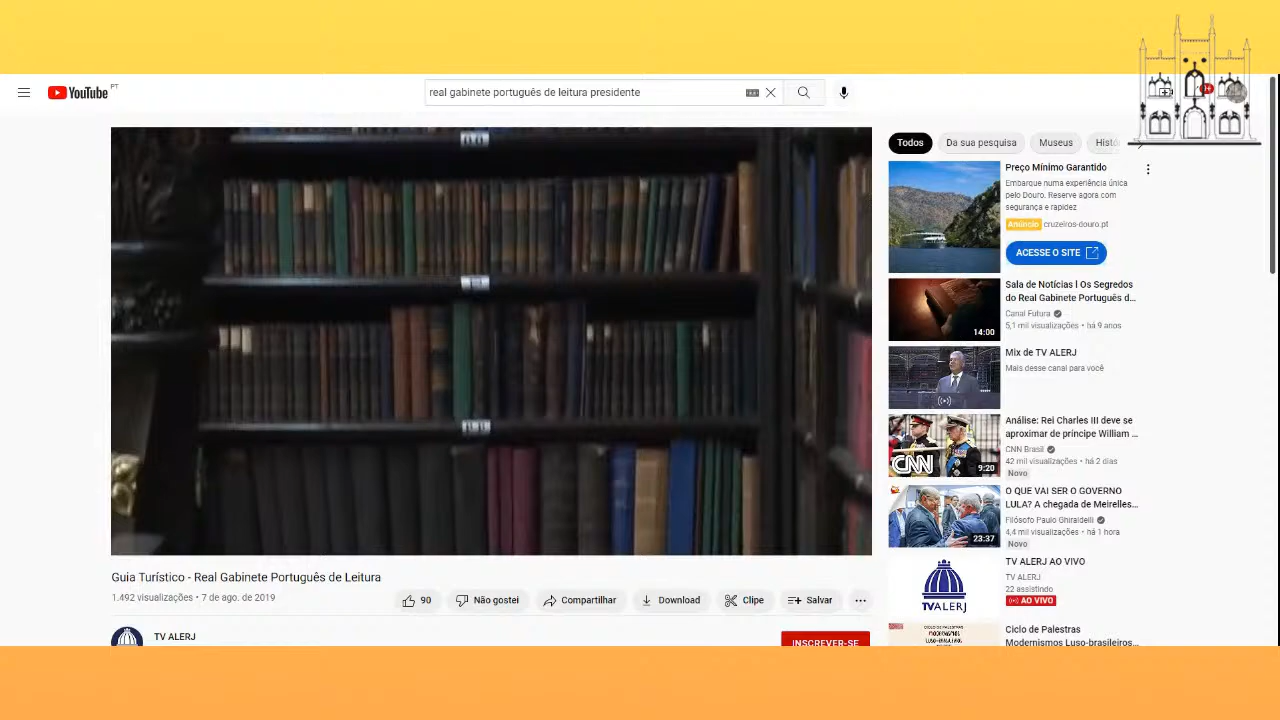 YouTube PT
real gabinete português de leitura presidente
Todos
Da sua pesquisa
Museus
Histó
Preço Mínimo Garantido
Embarque numa experiência única
pelo Douro. Reserve agora com
segurança e rapidez
Anúncio cruzeiros-douro.pt
ACESSE O SITE
Sala de Notícias l Os Segredos
do Real Gabinete Português d...
Canal Futura
5,1 mil visualizações • há 9 anos
14:00
Mix de TV ALERJ
Mais desse canal para você
Análise: Rei Charles III deve se
aproximar de príncipe William ...
CNN Brasil
42 mil visualizações • há 2 dias
Novo
CNN
9:20
O QUE VAI SER O GOVERNO
LULA? A chegada de Meirelles...
Filósofo Paulo Ghiraldelli
4,4 mil visualizações • há 1 hora
Novo
23:37
TV ALERJ AO VIVO
TV ALERJ
22 assistindo
AO VIVO
TVALERJ
Ciclo de Palestras
Modernismos Luso-brasileiros...
CICLO DE PALESTRAS
MODERNISMOS
LUSO-BRASILEIROS
Guia Turístico - Real Gabinete Português de Leitura
1.492 visualizações • 7 de ago. de 2019
90
Não gostei
Compartilhar
Download
Clipe
Salvar
TV ALERJ
INSCREVER-SE